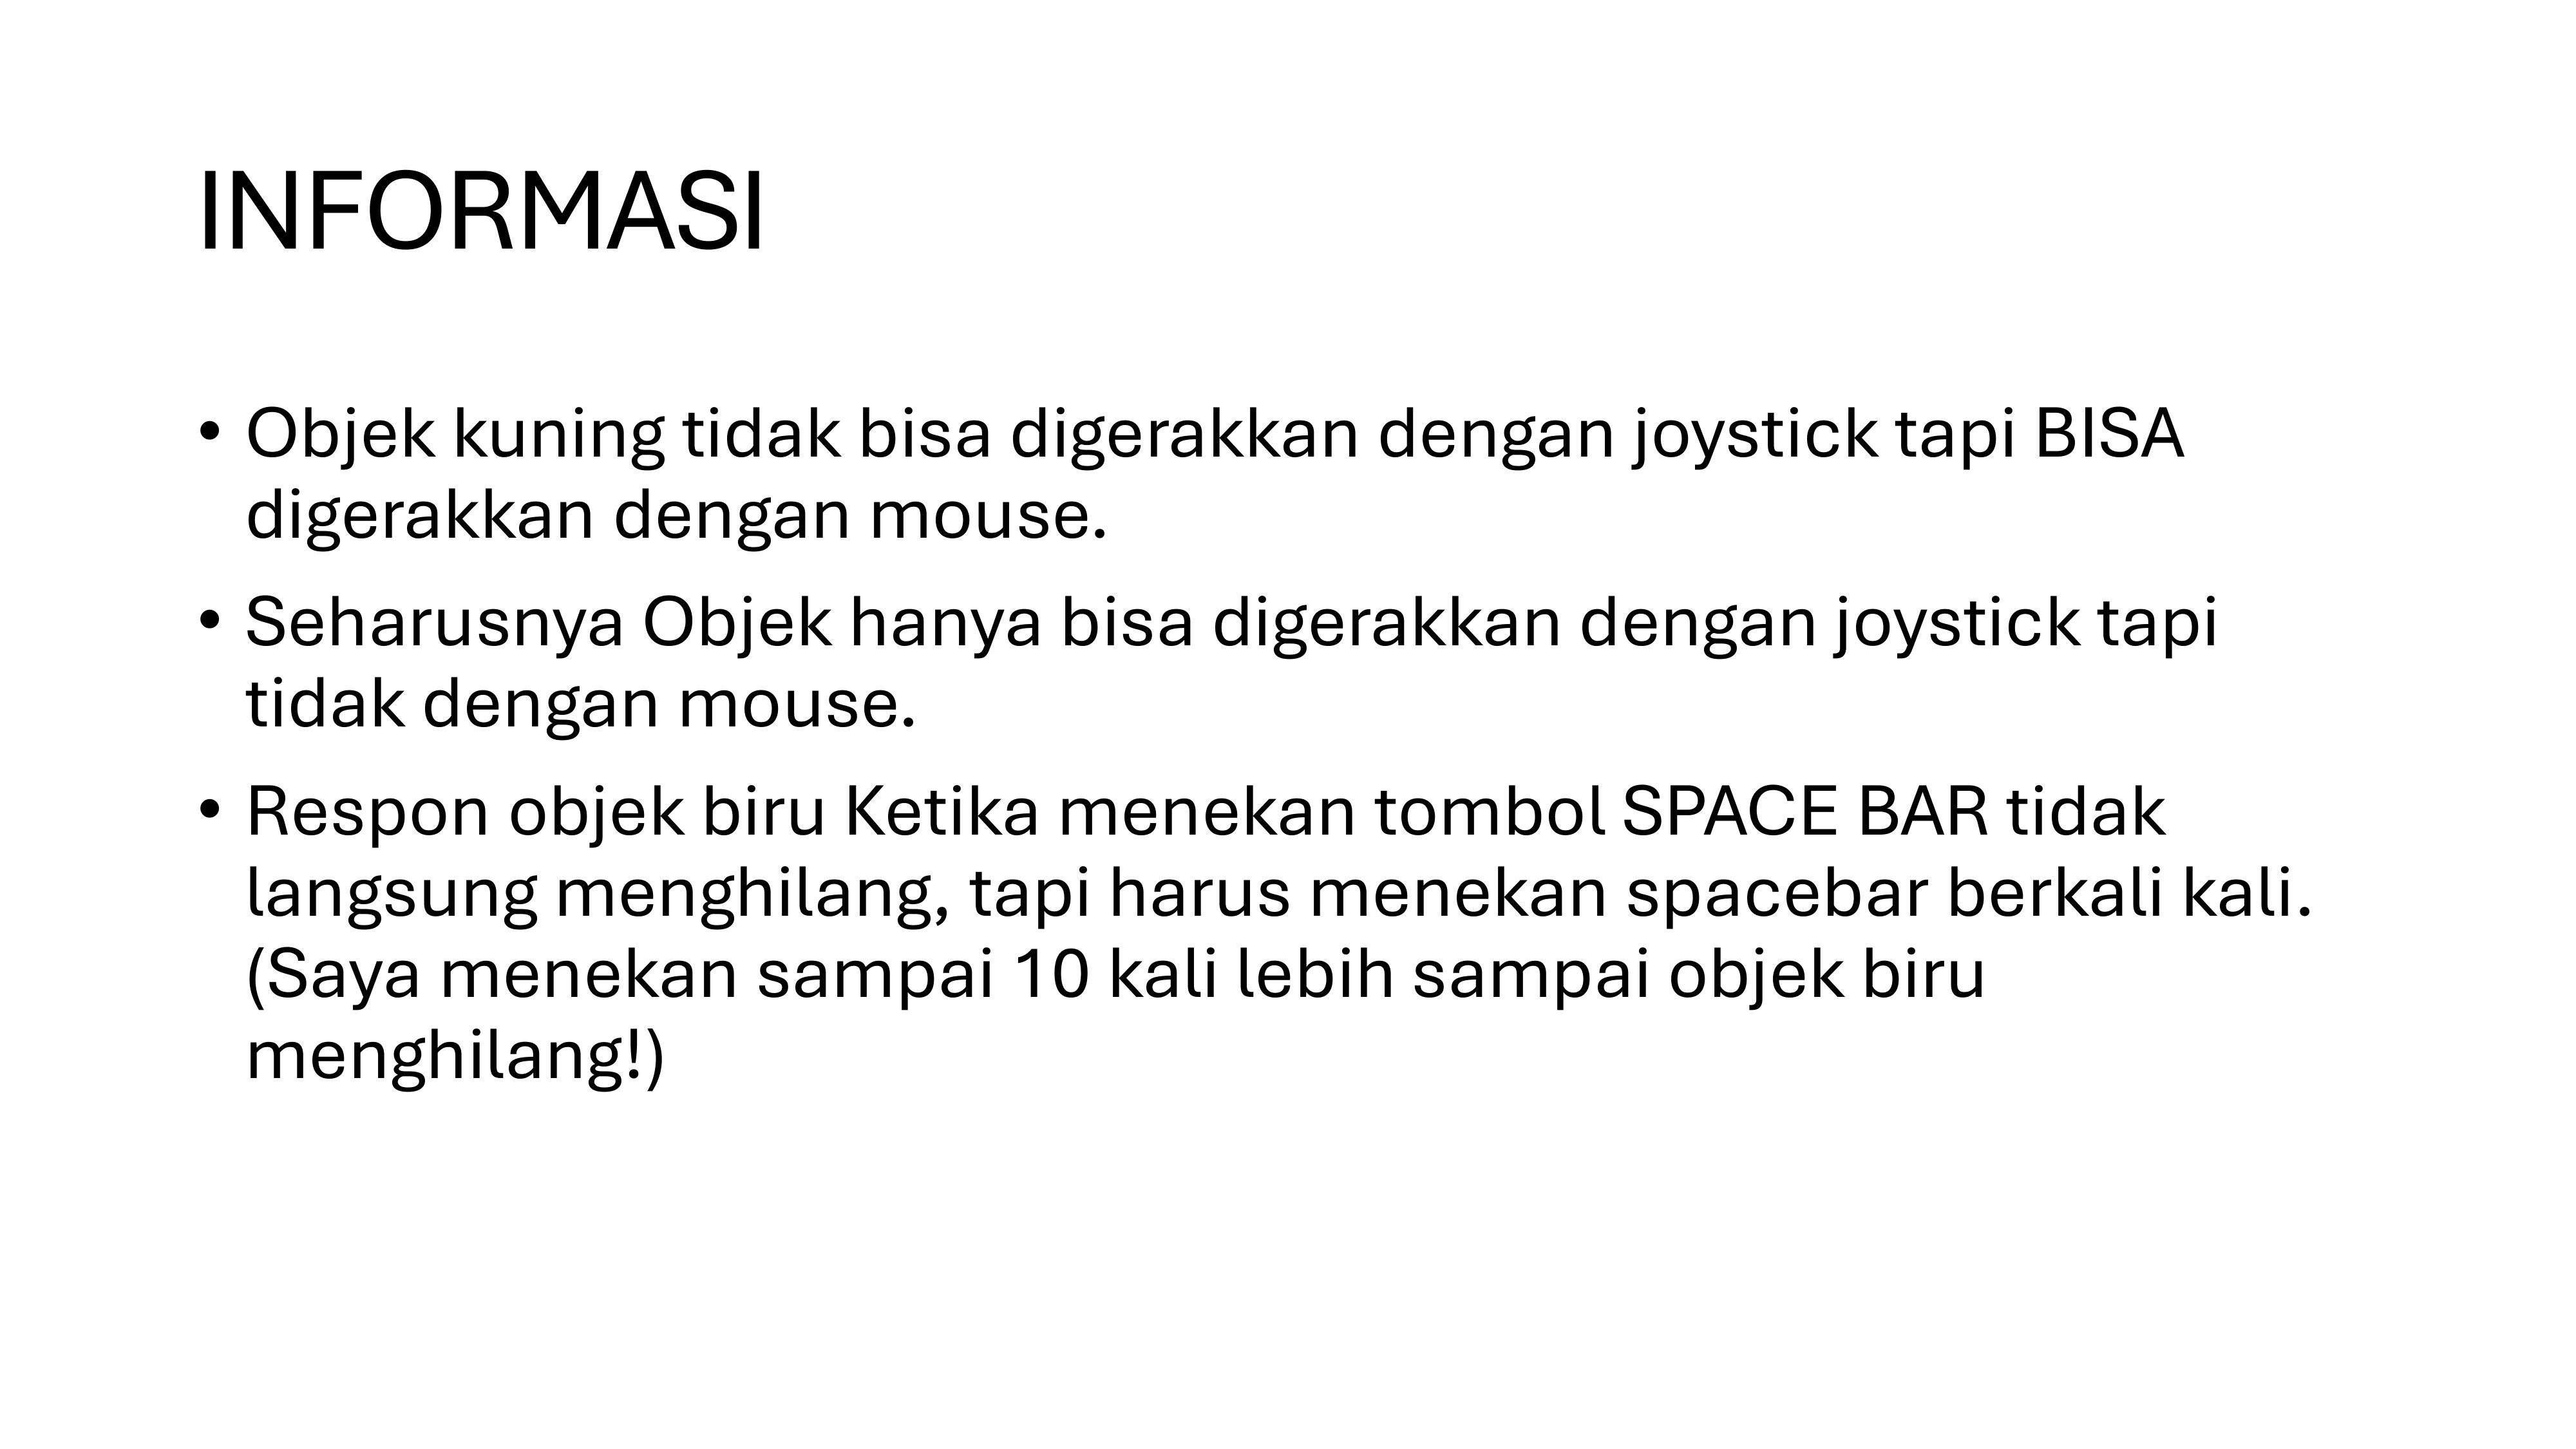 INFORMASI
• Objek kuning tidak bisa digerakkan dengan joystick tapi BISA
digerakkan dengan mouse.
• Seharusnya Objek hanya bisa digerakkan dengan joystick tapi
tidak dengan mouse.
• Respon objek biru Ketika menekan tombol SPACE BAR tidak
langsung menghilang, tapi harus menekan spacebar berkali kali.
(Saya menekan sampai 10 kali lebih sampai objek biru
menghilang!)